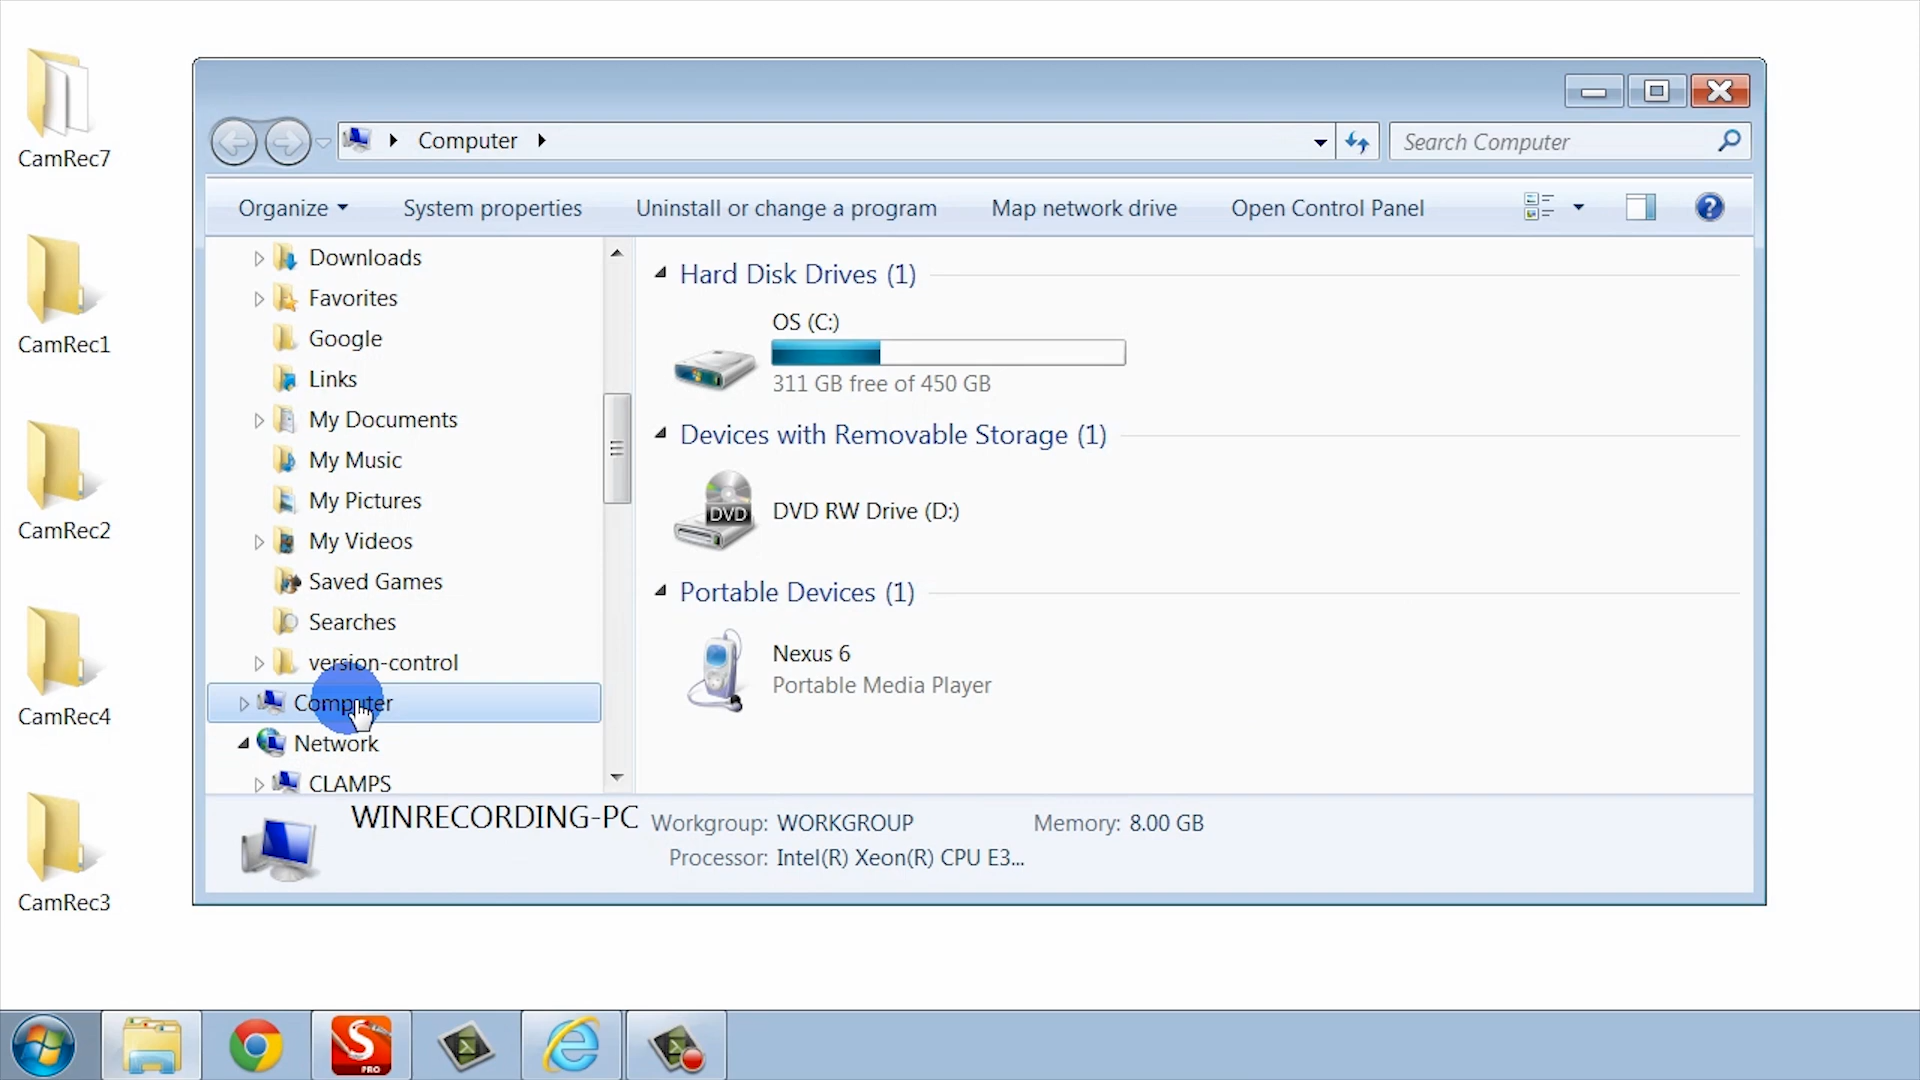 CamRec7
CamRec1
CamRec2
CamRec4
CamRec3
Computer
Search Computer
Organize
System properties
Uninstall or change a program
Map network drive
Open Control Panel
?
Downloads
Favorites
Google
Links
My Documents
My Music
My Pictures
My Videos
Saved Games
Searches
version-control
Computer
Network
CLAMPS
Hard Disk Drives (1)
OS (C:)
311 GB free of 450 GB
Devices with Removable Storage (1)
DVD
DVD RW Drive (D:)
Portable Devices (1)
Nexus 6
Portable Media Player
WINRECORDING-PC
Workgroup: WORKGROUP
Memory: 8.00 GB
Processor: Intel(R) Xeon(R) CPU E3...
S
PRO